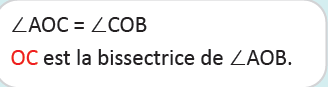 ∠AOC = ∠COB
OC est la bissectrice de ∠AOB.